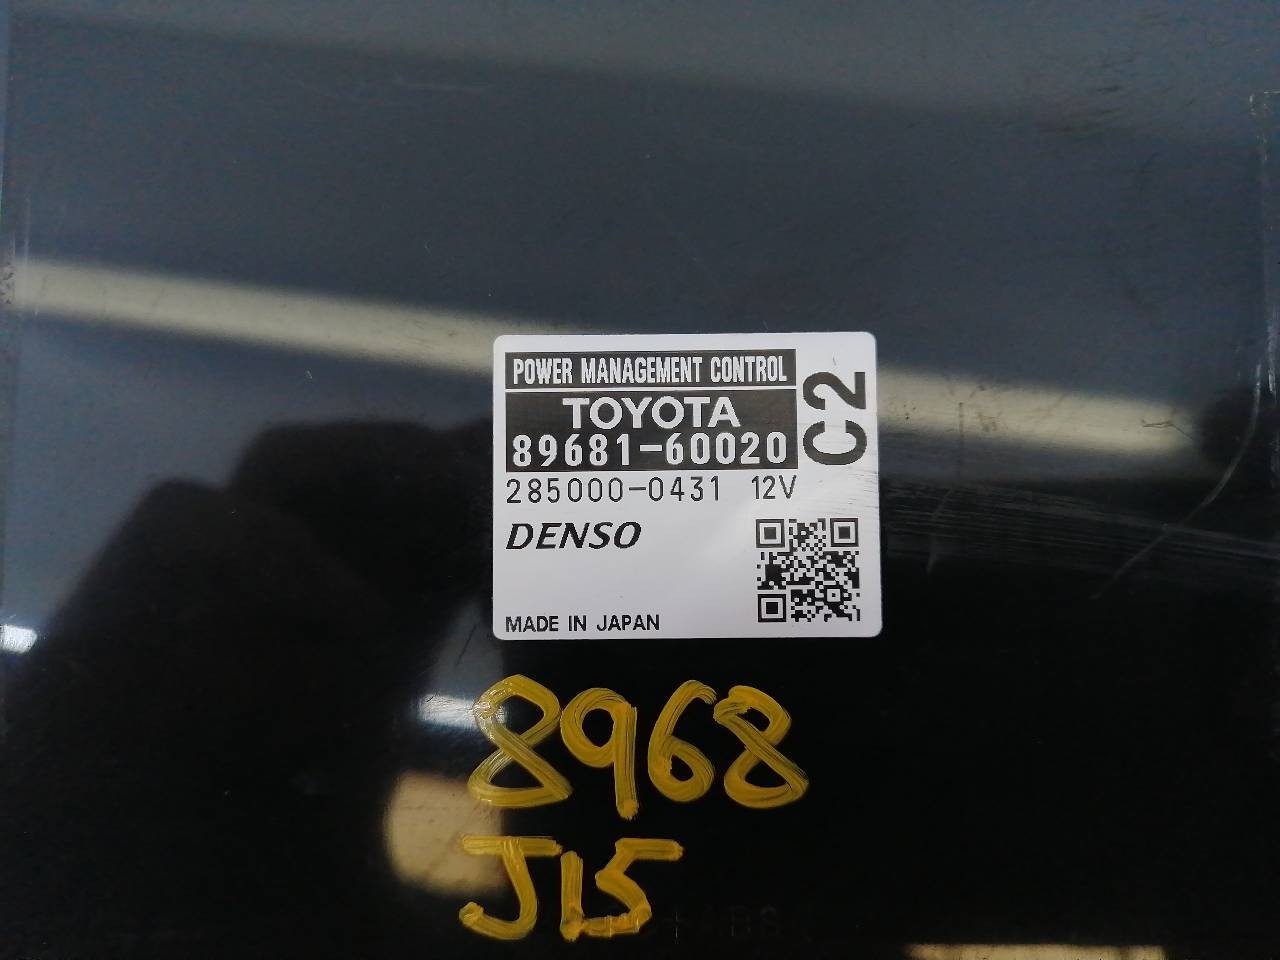 POWER MANAGEMENT CONTROL
TOYOTA
89681-60020
C2
285000-0431 12V
DENSO
MADE IN JAPAN
8968
J15